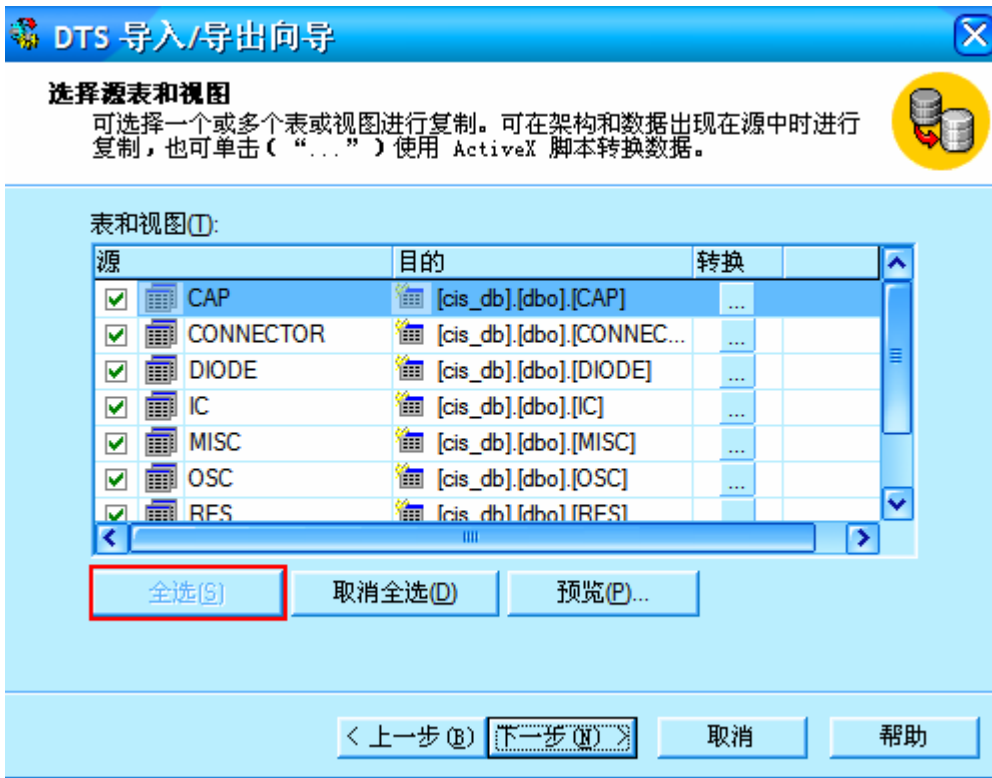 DTS 导入/导出向导
选择源表和视图
可选择一个或多个表或视图进行复制。可在架构和数据出现在源中时进行
复制，也可单击(“...”)使用 ActiveX 脚本转换数据。
表和视图(T):
源 目的 转换
CAP [cis_db].[dbo].[CAP] ...
CONNECTOR [cis_db].[dbo].[CONNEC... ...
DIODE [cis_db].[dbo].[DIODE] ...
IC [cis_db].[dbo].[IC] ...
MISC [cis_db].[dbo].[MISC] ...
OSC [cis_db].[dbo].[OSC] ...
RES [cis_db].[dbo].[RES]
全选(S) 取消全选(D) 预览(P)...
< 上一步(B) 下一步(N) > 取消 帮助